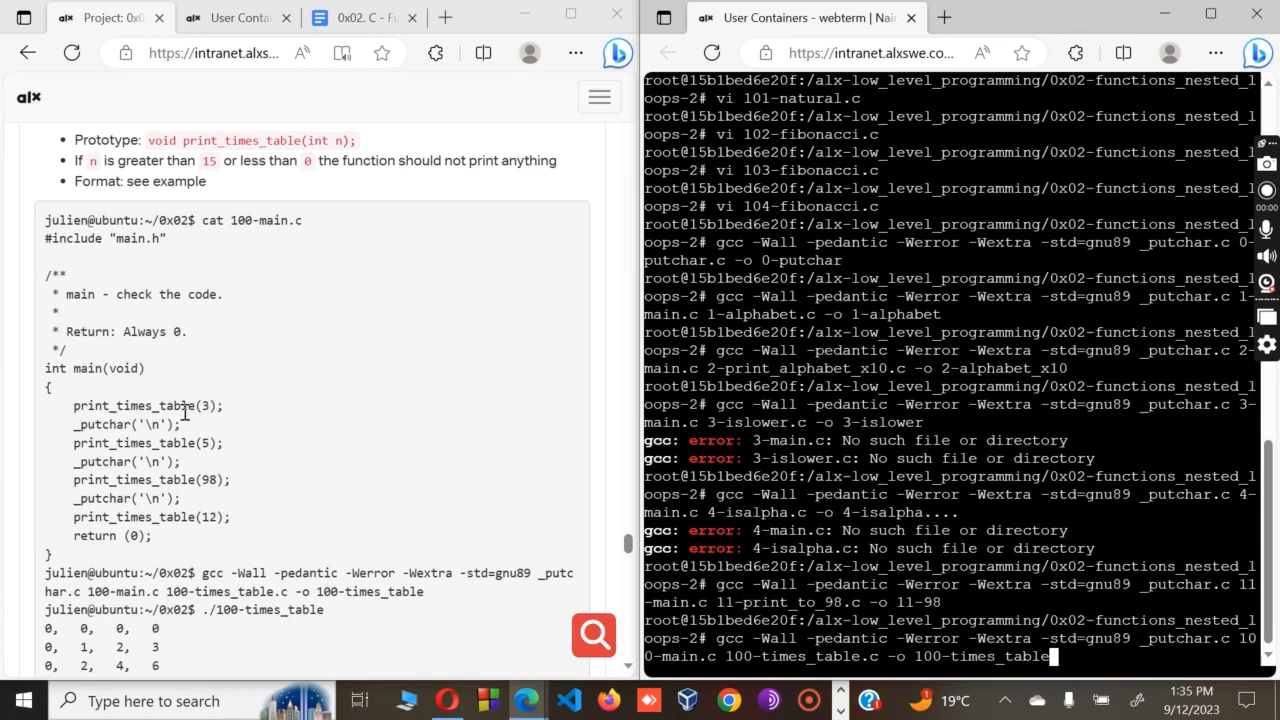 Project: 0x0
User Contai
0x02. C - Fu
https://intranet.alxs...
alx
Prototype: void print_times_table(int n);
If n is greater than 15 or less than 0 the function should not print anything
Format: see example
julien@ubuntu:~/0x02$ cat 100-main.c
#include "main.h"
/**
* main - check the code.
*
* Return: Always 0.
*/
int main(void)
{
print_times_table(3);
_putchar('\n');
print_times_table(5);
_putchar('\n');
print_times_table(98);
_putchar('\n');
print_times_table(12);
return (0);
}
julien@ubuntu:~/0x02$ gcc -Wall -pedantic -Werror -Wextra -std=gnu89 _putc
har.c 100-main.c 100-times_table.c -o 100-times_table
julien@ubuntu:~/0x02$ ./100-times_table
0,   0,   0,   0
0,   1,   2,   3
0,   2,   4,   6
User Containers - webterm | Nair
https://intranet.alxswe.co...
root@15b1bed6e20f:/alx-low_level_programming/0x02-functions_nested_l
oops-2# vi 101-natural.c
root@15b1bed6e20f:/alx-low_level_programming/0x02-functions_nested_l
oops-2# vi 102-fibonacci.c
root@15b1bed6e20f:/alx-low_level_programming/0x02-functions_nested_l
oops-2# vi 103-fibonacci.c
root@15b1bed6e20f:/alx-low_level_programming/0x02-functions_nested_l
oops-2# vi 104-fibonacci.c
root@15b1bed6e20f:/alx-low_level_programming/0x02-functions_nested_l
oops-2# gcc -Wall -pedantic -Werror -Wextra -std=gnu89 _putchar.c 0-
putchar.c -o 0-putchar
root@15b1bed6e20f:/alx-low_level_programming/0x02-functions_nested_l
oops-2# gcc -Wall -pedantic -Werror -Wextra -std=gnu89 _putchar.c 1-
main.c 1-alphabet.c -o 1-alphabet
root@15b1bed6e20f:/alx-low_level_programming/0x02-functions_nested_l
oops-2# gcc -Wall -pedantic -Werror -Wextra -std=gnu89 _putchar.c 2-
main.c 2-print_alphabet_x10.c -o 2-alphabet_x10
root@15b1bed6e20f:/alx-low_level_programming/0x02-functions_nested_l
oops-2# gcc -Wall -pedantic -Werror -Wextra -std=gnu89 _putchar.c 3-
main.c 3-islower.c -o 3-islower
gcc: error: 3-main.c: No such file or directory
gcc: error: 3-islower.c: No such file or directory
root@15b1bed6e20f:/alx-low_level_programming/0x02-functions_nested_l
oops-2# gcc -Wall -pedantic -Werror -Wextra -std=gnu89 _putchar.c 4-
main.c 4-isalpha.c -o 4-isalpha....
gcc: error: 4-main.c: No such file or directory
gcc: error: 4-isalpha.c: No such file or directory
root@15b1bed6e20f:/alx-low_level_programming/0x02-functions_nested_l
oops-2# gcc -Wall -pedantic -Werror -Wextra -std=gnu89 _putchar.c 11
-main.c 11-print_to_98.c -o 11-98
root@15b1bed6e20f:/alx-low_level_programming/0x02-functions_nested_l
oops-2# gcc -Wall -pedantic -Werror -Wextra -std=gnu89 _putchar.c 10
0-main.c 100-times_table.c -o 100-times_table
00:00
Type here to search
19°C
1:35 PM
9/12/2023